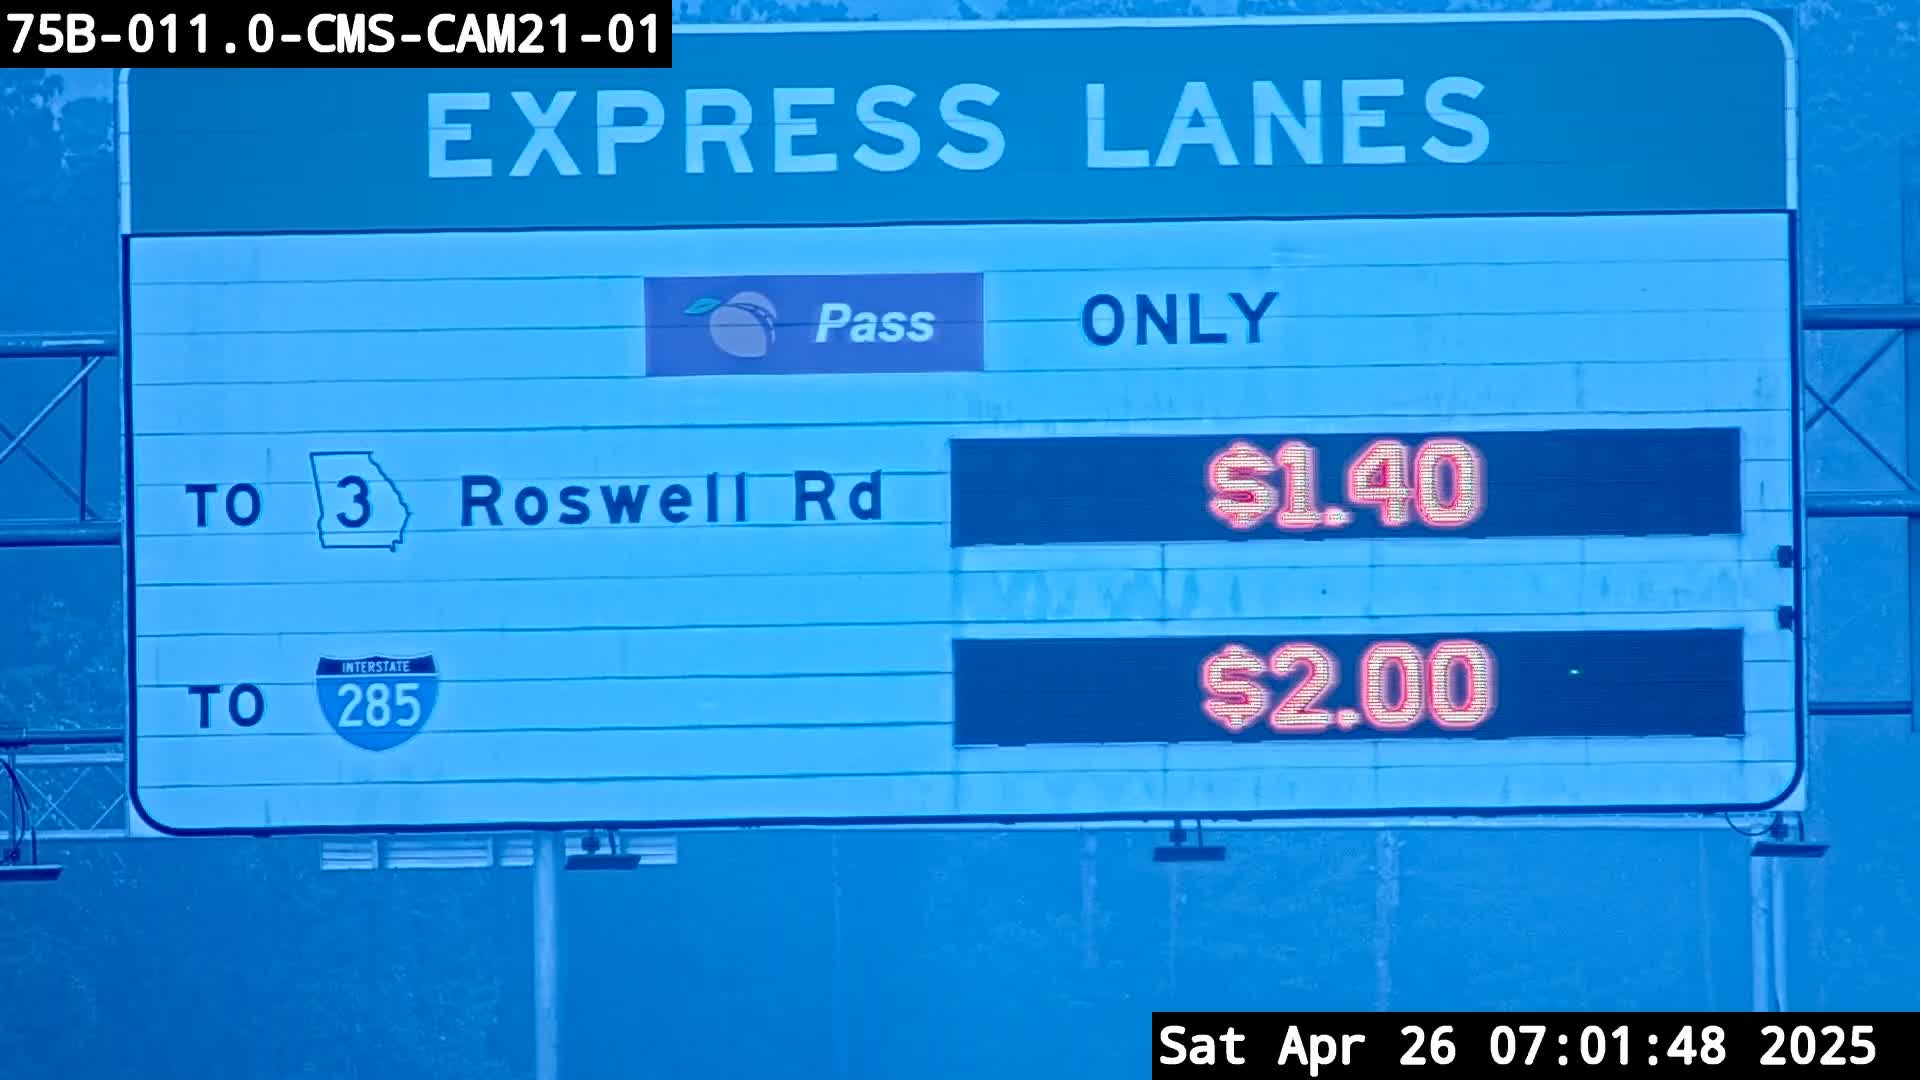 75B-011.0-CMS-CAM21-01
EXPRESS LANES
Pass ONLY
TO 3 Roswell Rd $1.40
TO INTERSTATE 285 $2.00
Sat Apr 26 07:01:48 2025